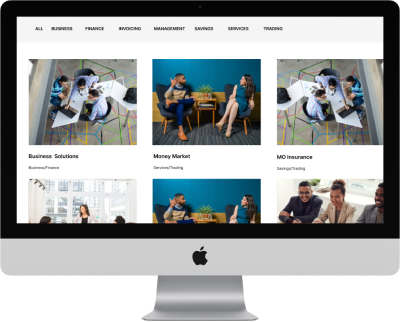 ALL BUSINESS FINANCE INVOICING MANAGEMENT SAVINGS SERVICES TRADING
Business Solutions
Business/Finance
Money Market
Services/Trading
MO Insurance
Savings/Trading